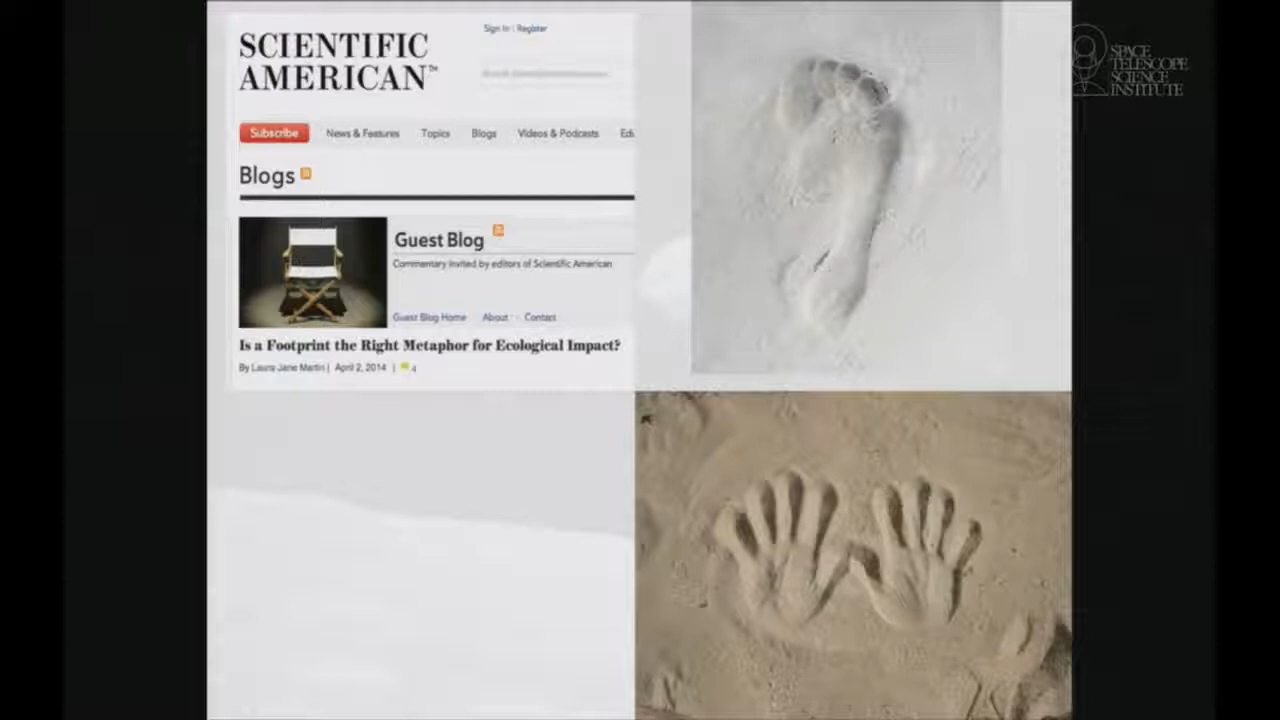 SCIENTIFIC
AMERICAN™
Sign In | Register
Subscribe News & Features Topics Blogs Videos & Podcasts Edu
Blogs
Guest Blog
Commentary invited by editors of Scientific American
Guest Blog Home About Contact
Is a Footprint the Right Metaphor for Ecological Impact?
By Laura Jane Martin | April 2, 2014 | 4
SPACE
TELESCOPE
SCIENCE
INSTITUTE